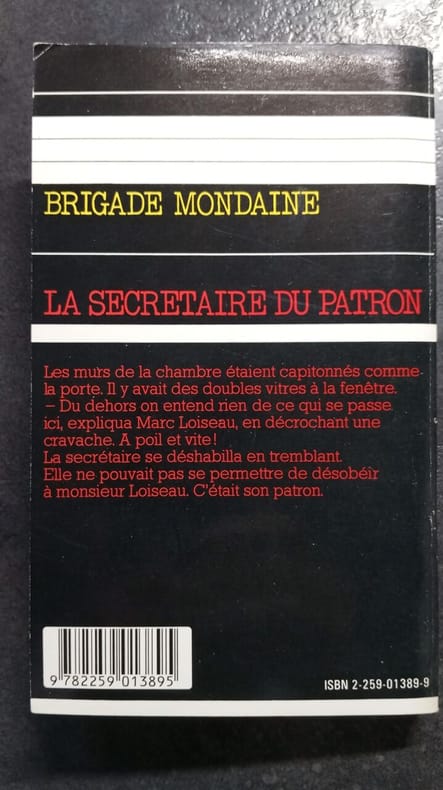 BRIGADE MONDAINE
LA SECRETAIRE DU PATRON
Les murs de la chambre étaient capitonnés comme
la porte. Il y avait des doubles vitres à la fenêtre.
– Du dehors on entend rien de ce qui se passe
ici, expliqua Marc Loiseau, en décrochant une
cravache. A poil et vite!
La secrétaire se déshabilla en tremblant.
Elle ne pouvait pas se permettre de désobéir
à monsieur Loiseau. C'était son patron.
9 782259 013895
ISBN 2-259-01389-9